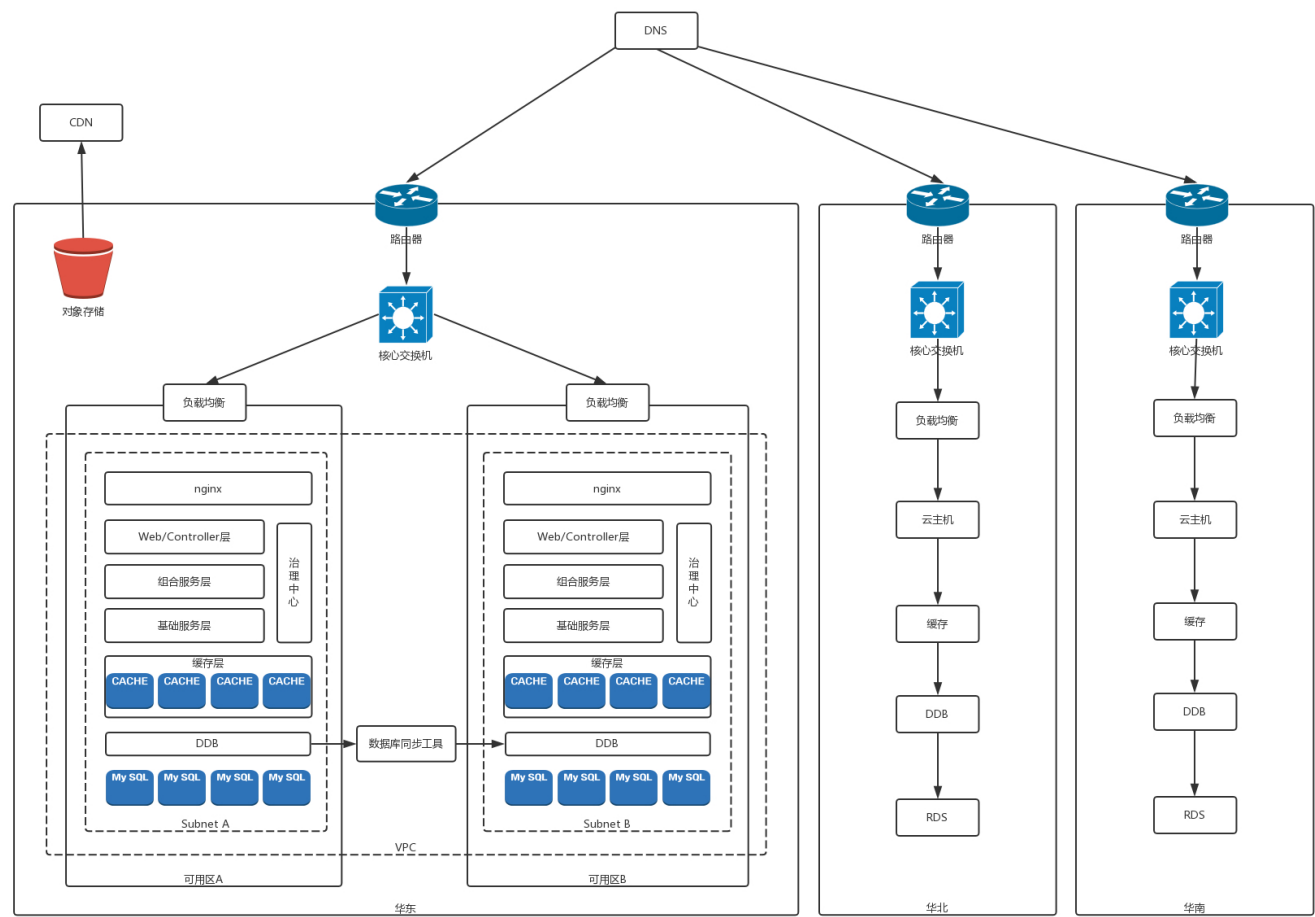 DNS
CDN
对象存储
路由器
核心交换机
负载均衡
负载均衡
nginx
Web/Controller层
组合服务层
基础服务层
治理中心
缓存层
CACHE CACHE CACHE CACHE
DDB
My SQL My SQL My SQL My SQL
Subnet A
可用区A
数据库同步工具
nginx
Web/Controller层
组合服务层
基础服务层
治理中心
缓存层
CACHE CACHE CACHE CACHE
DDB
My SQL My SQL My SQL My SQL
Subnet B
可用区B
VPC
华东
路由器
核心交换机
负载均衡
云主机
缓存
DDB
RDS
华北
路由器
核心交换机
负载均衡
云主机
缓存
DDB
RDS
华南